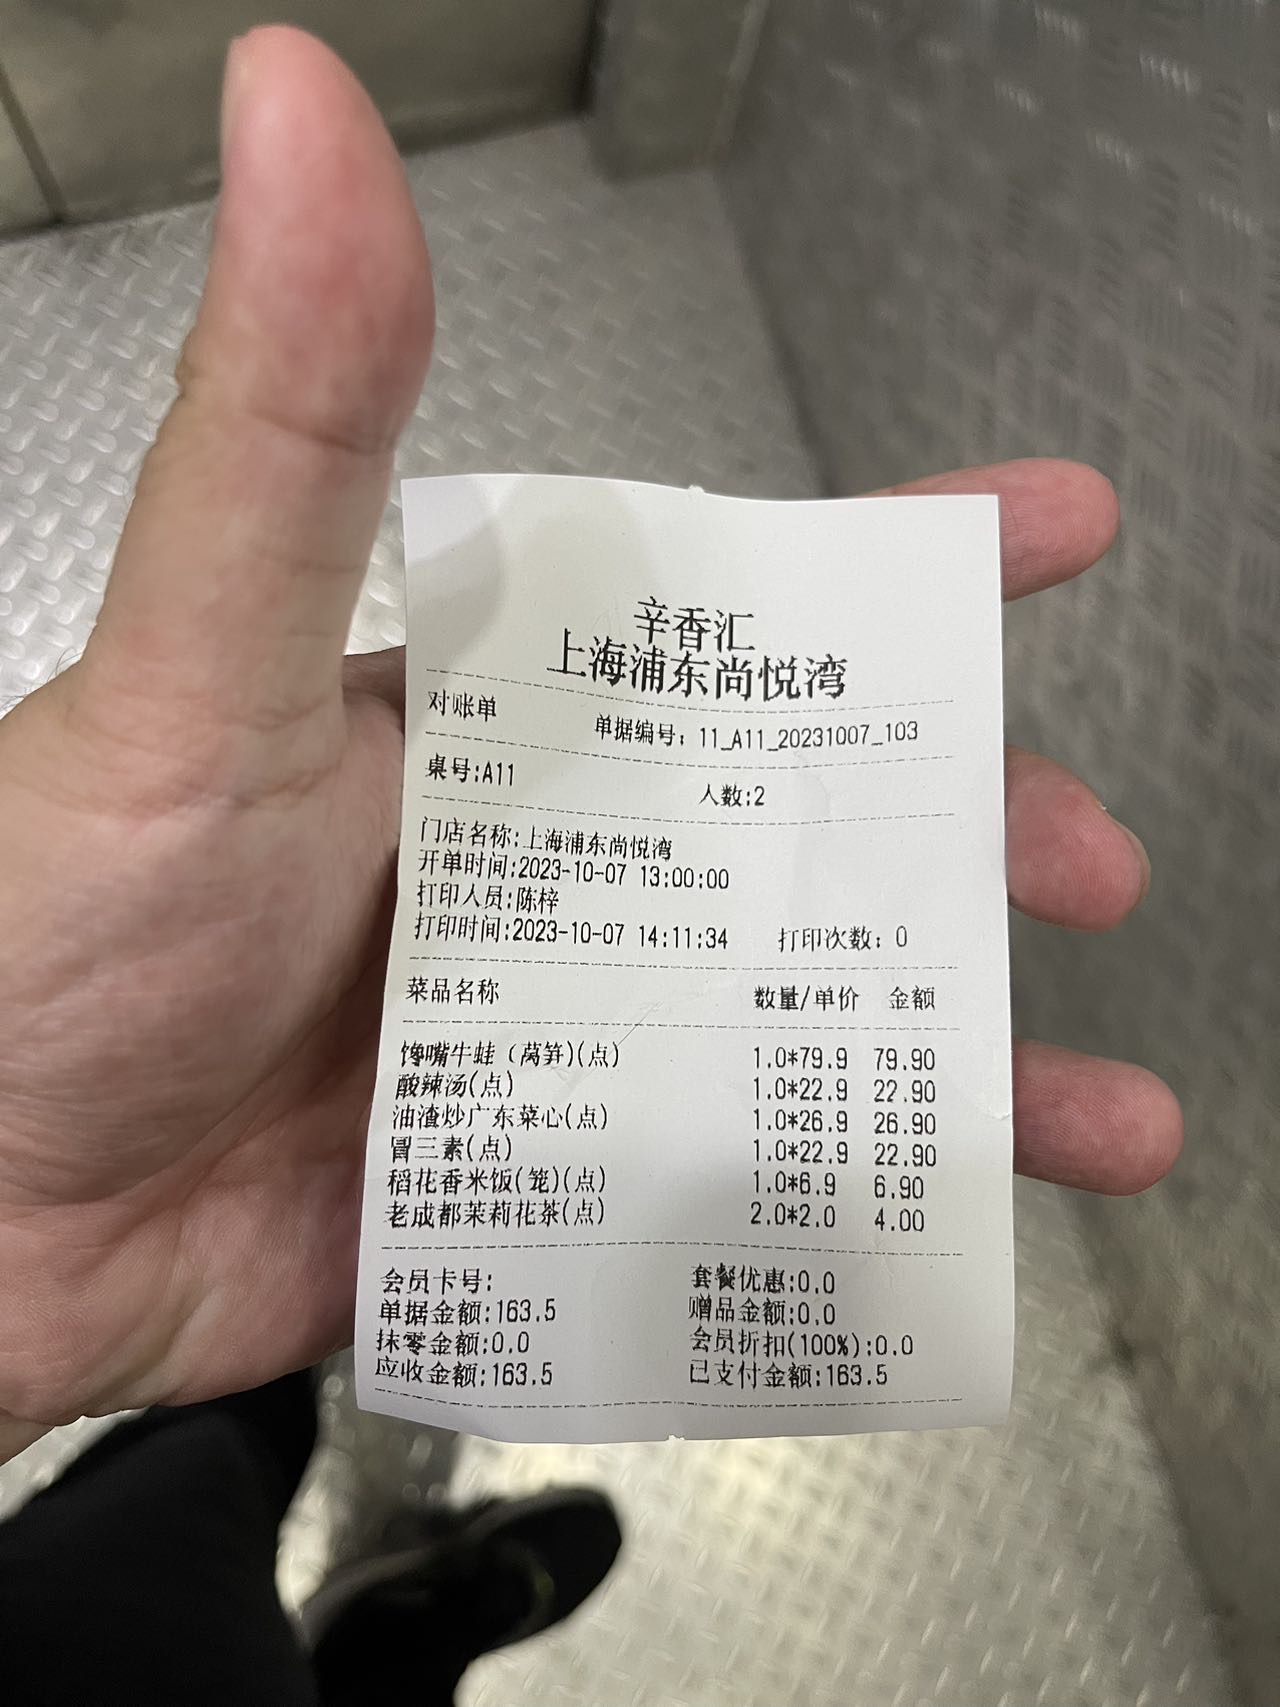 辛香汇
上海浦东尚悦湾
对账单 单据编号: 11_A11_20231007_103
桌号:A11 人数:2
门店名称:上海浦东尚悦湾
开单时间:2023-10-07 13:00:00
打印人员:陈梓
打印时间:2023-10-07 14:11:34 打印次数: 0
菜品名称 数量/单价 金额
馋嘴牛蛙（莴笋)(点) 1.0*79.9 79.90
酸辣汤(点) 1.0*22.9 22.90
油渣炒广东菜心(点) 1.0*26.9 26.90
冒三素(点) 1.0*22.9 22.90
稻花香米饭(笼)(点) 1.0*6.9 6.90
老成都茉莉花茶(点) 2.0*2.0 4.00
会员卡号: 套餐优惠:0.0
单据金额:163.5 赠品金额:0.0
抹零金额:0.0 会员折扣(100%):0.0
应收金额:163.5 已支付金额:163.5